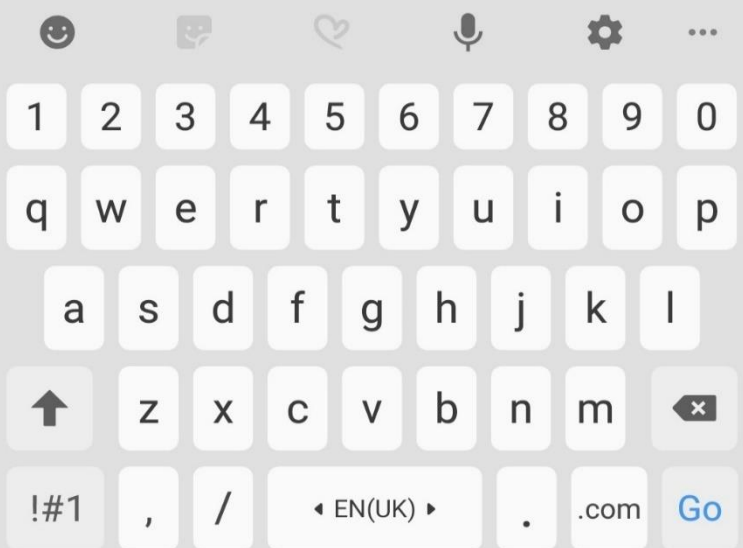 1 2 3 4 5 6 7 8 9 0
q w e r t y u i o p
a s d f g h j k l
z x c v b n m
!#1 , / EN(UK) . .com Go